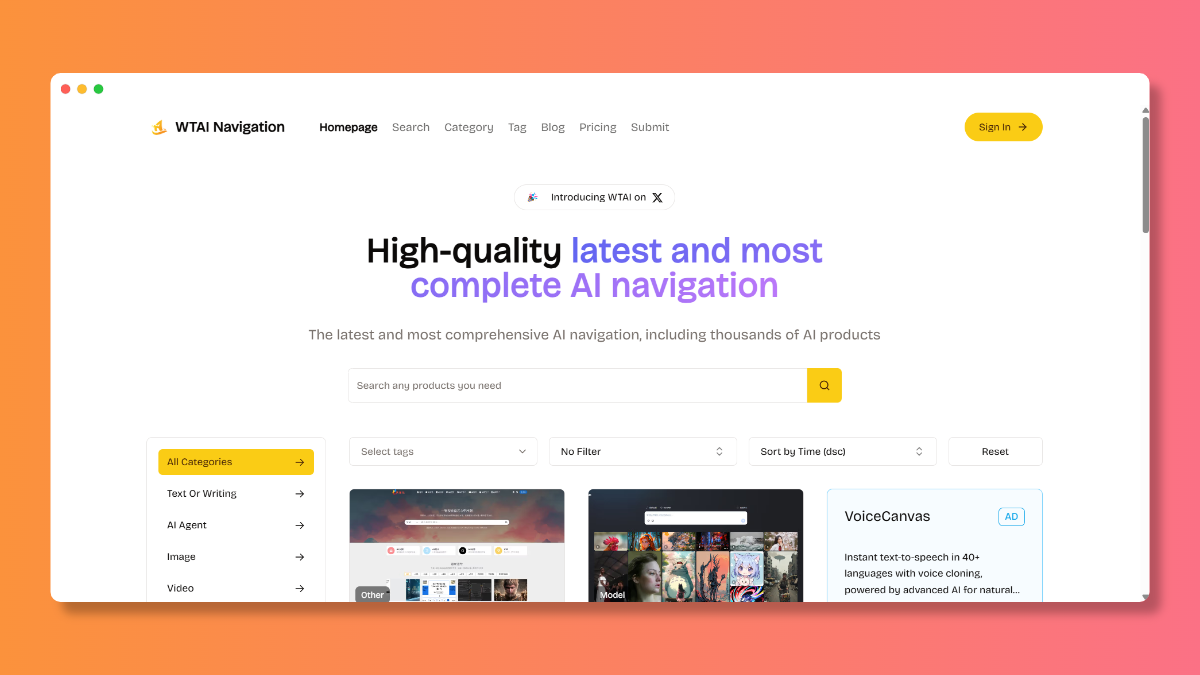 WTAI Navigation
Homepage Search Category Tag Blog Pricing Submit
Sign In
Introducing WTAI on X
High-quality latest and most
complete AI navigation
The latest and most comprehensive AI navigation, including thousands of AI products
Search any products you need
All Categories
Text Or Writing
AI Agent
Image
Video
Select tags
No Filter
Sort by Time (dsc)
Reset
Other
Model
VoiceCanvas
AD
Instant text-to-speech in 40+
languages with voice cloning,
powered by advanced AI for natural...